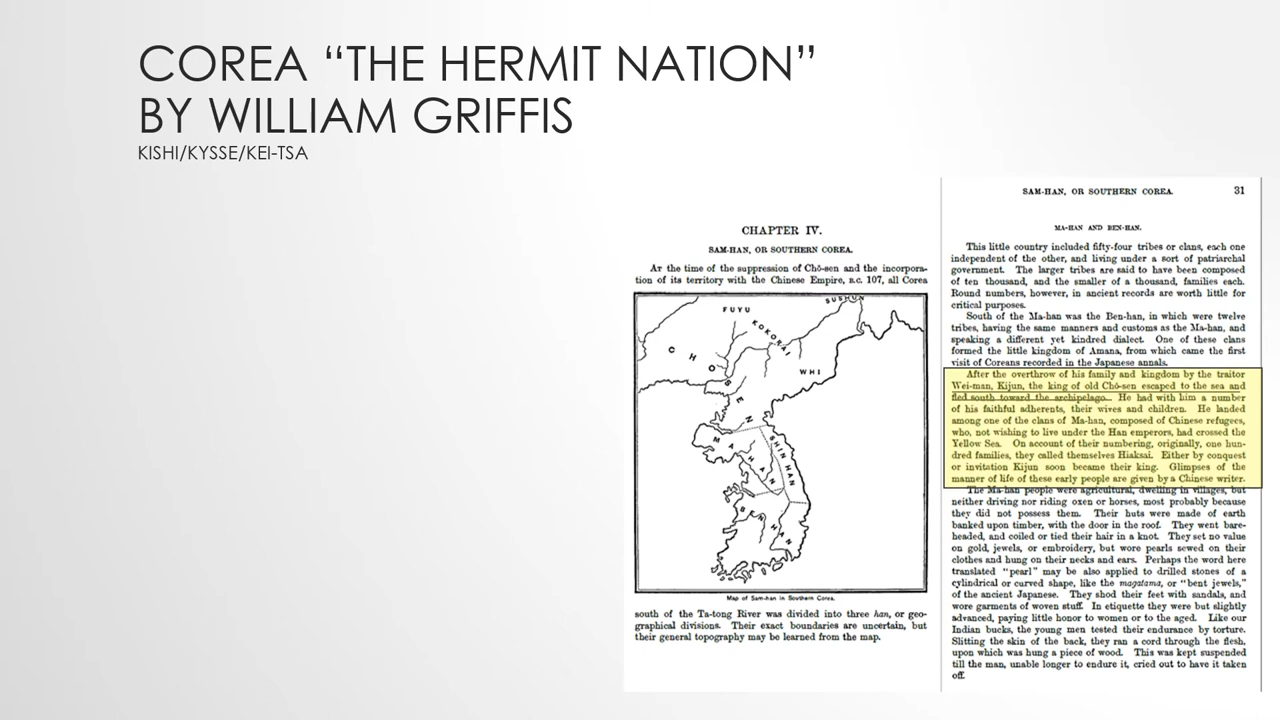 COREA “THE HERMIT NATION”
BY WILLIAM GRIFFIS
KISHI/KYSSE/KEI-TSA
CHAPTER IV.
SAM-HAN, OR SOUTHERN COREA.
At the time of the suppression of Chō-sen and the incorpora-
tion of its territory with the Chinese Empire, B.C. 107, all Corea
SUSHUN
FUYU
KOKORAI
CHO-SEN
WHI
MA HAN
SHIN HAN
BEN HAN
Map of Sam-han in Southern Corea.
south of the Ta-tong River was divided into three han, or geo-
graphical divisions. Their exact boundaries are uncertain, but
their general topography may be learned from the map.
SAM-HAN, OR SOUTHERN COREA. 31
MA-HAN AND BEN-HAN.
This little country included fifty-four tribes or clans, each one
independent of the other, and living under a sort of patriarchal
government. The larger tribes are said to have been composed
of ten thousand, and the smaller of a thousand, families each.
Round numbers, however, in ancient records are worth little for
critical purposes.
South of the Ma-han was the Ben-han, in which were twelve
tribes, having the same manners and customs as the Ma-han, and
speaking a different yet kindred dialect. One of these clans
formed the little kingdom of Amana, from which came the first
visit of Coreans recorded in the Japanese annals.
After the overthrow of his family and kingdom by the traitor
Wei-man, Kijun, the king of old Chō-sen escaped to the sea and
fled south toward the archipelago. He had with him a number
of his faithful adherents, their wives and children. He landed
among one of the clans of Ma-han, composed of Chinese refugees,
who, not wishing to live under the Han emperors, had crossed the
Yellow Sea. On account of their numbering, originally, one hun-
dred families, they called themselves Hiaksai. Either by conquest
or invitation Kijun soon became their king. Glimpses of the
manner of life of these early people are given by a Chinese writer.
The Ma-han people were agricultural, dwelling in villages, but
neither driving nor riding oxen or horses, most probably because
they did not possess them. Their huts were made of earth
banked upon timber, with the door in the roof. They went bare-
headed, and coiled or tied their hair in a knot. They set no value
on gold, jewels, or embroidery, but wore pearls sewed on their
clothes and hung on their necks and ears. Perhaps the word here
translated “pearl” may be also applied to drilled stones of a
cylindrical or curved shape, like the magatama, or “bent jewels,”
of the ancient Japanese. They shod their feet with sandals, and
wore garments of woven stuff. In etiquette they were but slightly
advanced, paying little honor to women or to the aged. Like our
Indian bucks, the young men tested their endurance by torture.
Slitting the skin of the back, they ran a cord through the flesh,
upon which was hung a piece of wood. This was kept suspended
till the man, unable longer to endure it, cried out to have it taken
off.